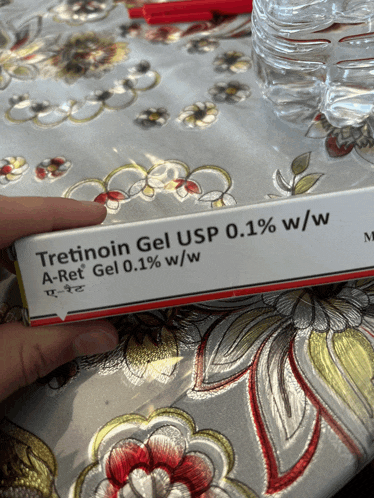 Tretinoin Gel USP 0.1% w/w
A-Ret® Gel 0.1% w/w
ए-रैट
M